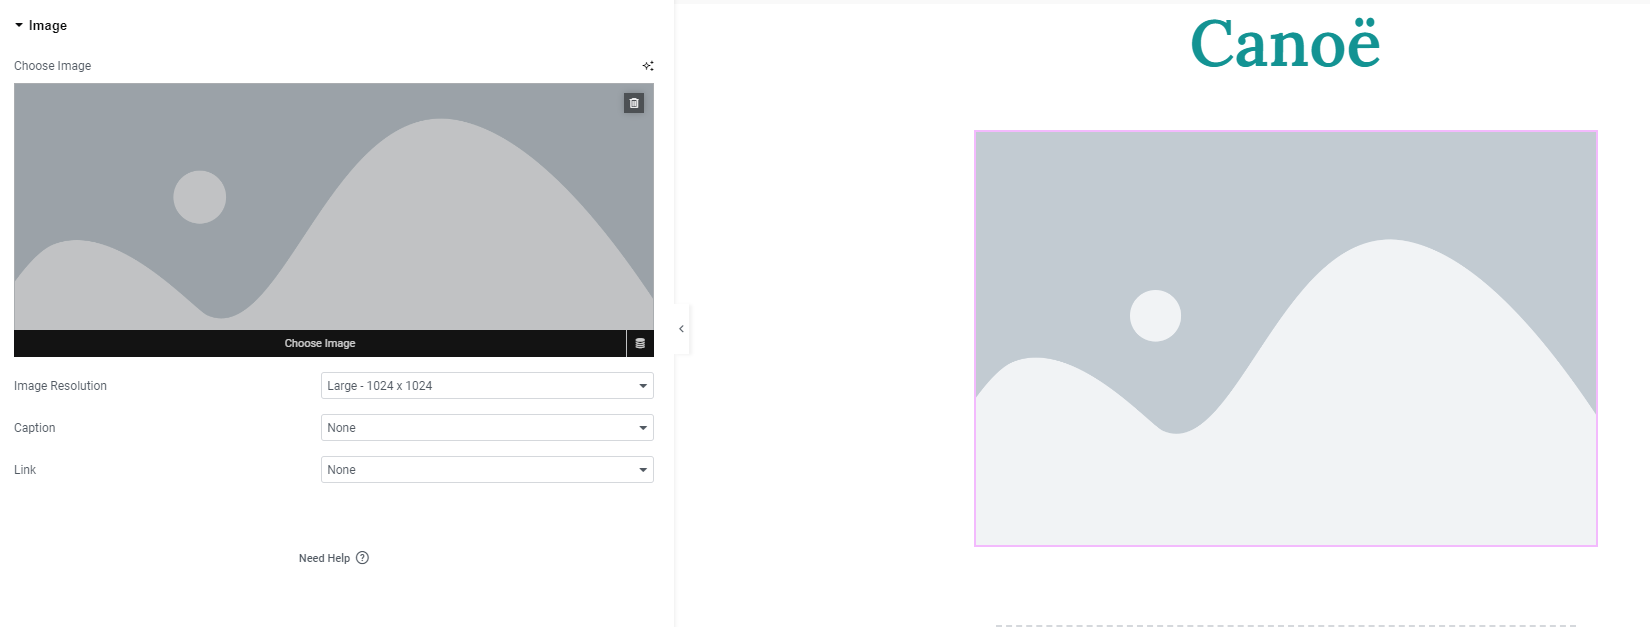 Image
Choose Image
Choose Image
Image Resolution
Large - 1024 x 1024
Caption
None
Link
None
Need Help
Canoë